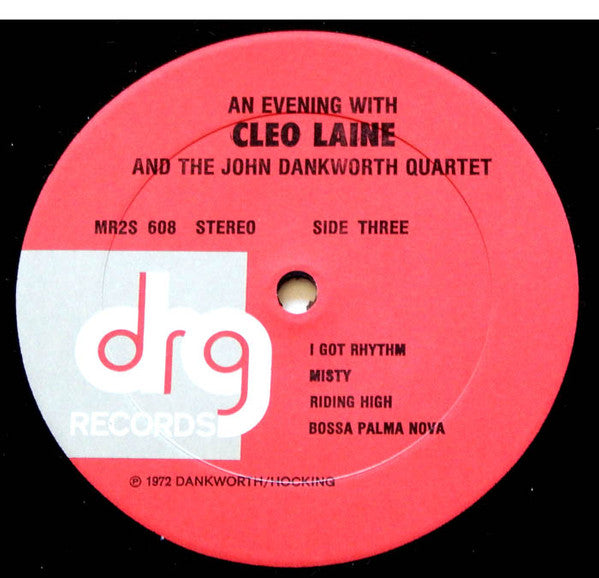 AN EVENING WITH
CLEO LAINE
AND THE JOHN DANKWORTH QUARTET
MR2S 608 STEREO SIDE THREE
drg
RECORDS
I GOT RHYTHM
MISTY
RIDING HIGH
BOSSA PALMA NOVA
℗ 1972 DANKWORTH/HOCKING